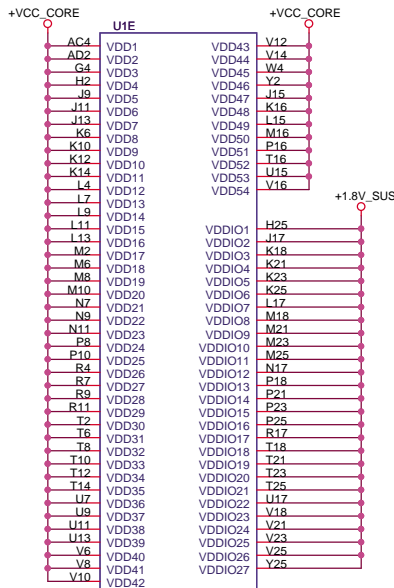 +VCC_CORE +VCC_CORE
U1E
AC4 VDD1 VDD43 V12
AD2 VDD2 VDD44 V14
G4 VDD3 VDD45 W4
H2 VDD4 VDD46 Y2
J9 VDD5 VDD47 J15
J11 VDD6 VDD48 K16
J13 VDD7 VDD49 L15
K6 VDD8 VDD50 M16
K10 VDD9 VDD51 P16
K12 VDD10 VDD52 T16
K14 VDD11 VDD53 U15
L4 VDD12 VDD54 V16
L7 VDD13 +1.8V_SUS
L9 VDD14
L11 VDD15 VDDIO1 H25
L13 VDD16 VDDIO2 J17
M2 VDD17 VDDIO3 K18
M6 VDD18 VDDIO4 K21
M8 VDD19 VDDIO5 K23
M10 VDD20 VDDIO6 K25
N7 VDD21 VDDIO7 L17
N9 VDD22 VDDIO8 M18
N11 VDD23 VDDIO9 M21
P8 VDD24 VDDIO10 M23
P10 VDD25 VDDIO11 M25
R4 VDD26 VDDIO12 N17
R7 VDD27 VDDIO13 P18
R9 VDD28 VDDIO14 P21
R11 VDD29 VDDIO15 P23
T2 VDD30 VDDIO16 P25
T6 VDD31 VDDIO17 R17
T8 VDD32 VDDIO18 T18
T10 VDD33 VDDIO19 T21
T12 VDD34 VDDIO20 T23
T14 VDD35 VDDIO21 T25
U7 VDD36 VDDIO22 U17
U9 VDD37 VDDIO23 V18
U11 VDD38 VDDIO24 V21
U13 VDD39 VDDIO25 V23
V6 VDD40 VDDIO26 V25
V8 VDD41 VDDIO27 Y25
V10 VDD42